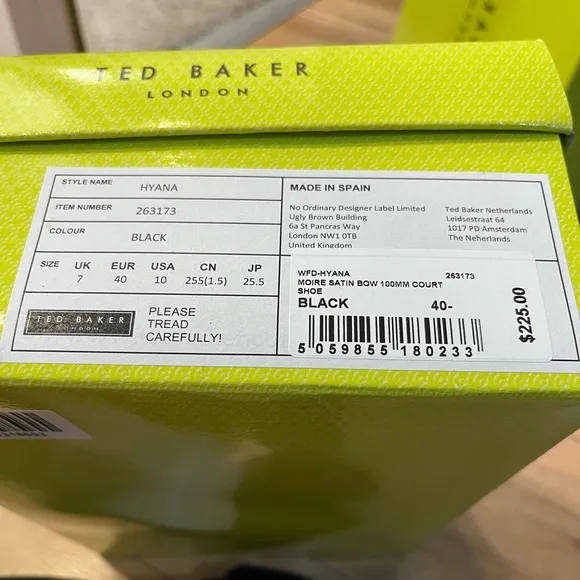 TED BAKER
LONDON
STYLE NAME HYANA
ITEM NUMBER 263173
COLOUR BLACK
SIZE UK EUR USA CN JP
7 40 10 255(1.5) 25.5
TED BAKER
LONDON
PLEASE
TREAD
CAREFULLY!
MADE IN SPAIN
No Ordinary Designer Label Limited
Ugly Brown Building
6a St Pancras Way
London NW1 0TB
United Kingdom
Ted Baker Netherlands
Leidsestraat 64
1017 PD Amsterdam
The Neherlands
WFD-HYANA 263173
MOIRE SATIN BOW 100MM COURT
SHOE
BLACK 40-
5 059855 180233
$225.00